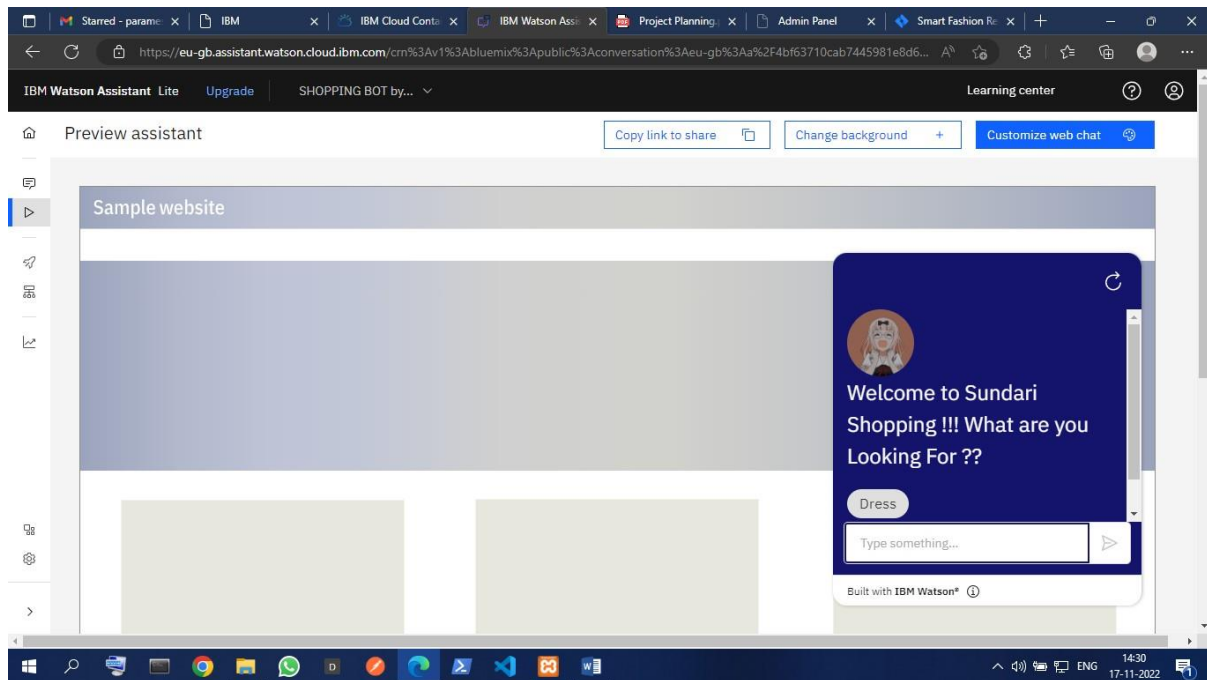 Starred - parame
IBM
IBM Cloud Conta
IBM Watson Assis
Project Planning.
Admin Panel
Smart Fashion Re
https://eu-gb.assistant.watson.cloud.ibm.com/crn%3Av1%3Abluemix%3Apublic%3Aconversation%3Aeu-gb%3Aa%2F4bf63710cab7445981e8d6...
IBM Watson Assistant Lite Upgrade SHOPPING BOT by... Learning center
Preview assistant Copy link to share Change background + Customize web chat
Sample website
Welcome to Sundari
Shopping !!! What are you
Looking For ??
Dress
Type something...
Built with IBM Watson®
ENG
14:30
17-11-2022